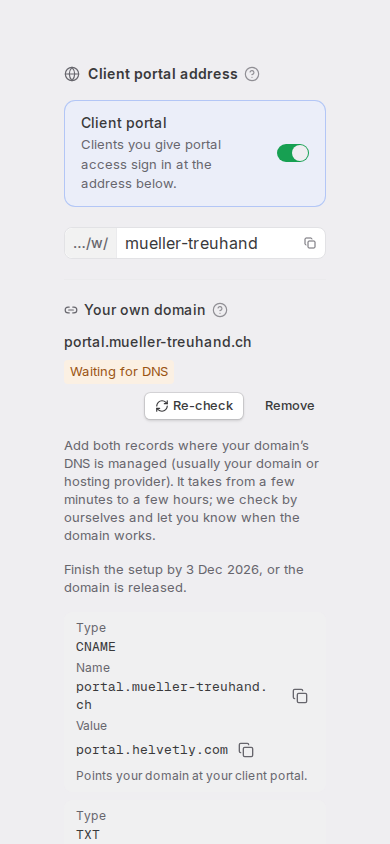 Client portal address
Client portal
Clients you give portal
access sign in at the
address below.
…/w/ mueller-treuhand
Your own domain
portal.mueller-treuhand.ch
Waiting for DNS
Re-check Remove
Add both records where your domain’s
DNS is managed (usually your domain or
hosting provider). It takes from a few
minutes to a few hours; we check by
ourselves and let you know when the
domain works.
Finish the setup by 3 Dec 2026, or the
domain is released.
Type
CNAME
Name
portal.mueller-treuhand.
ch
Value
portal.helvetly.com
Points your domain at your client portal.
Type
TXT